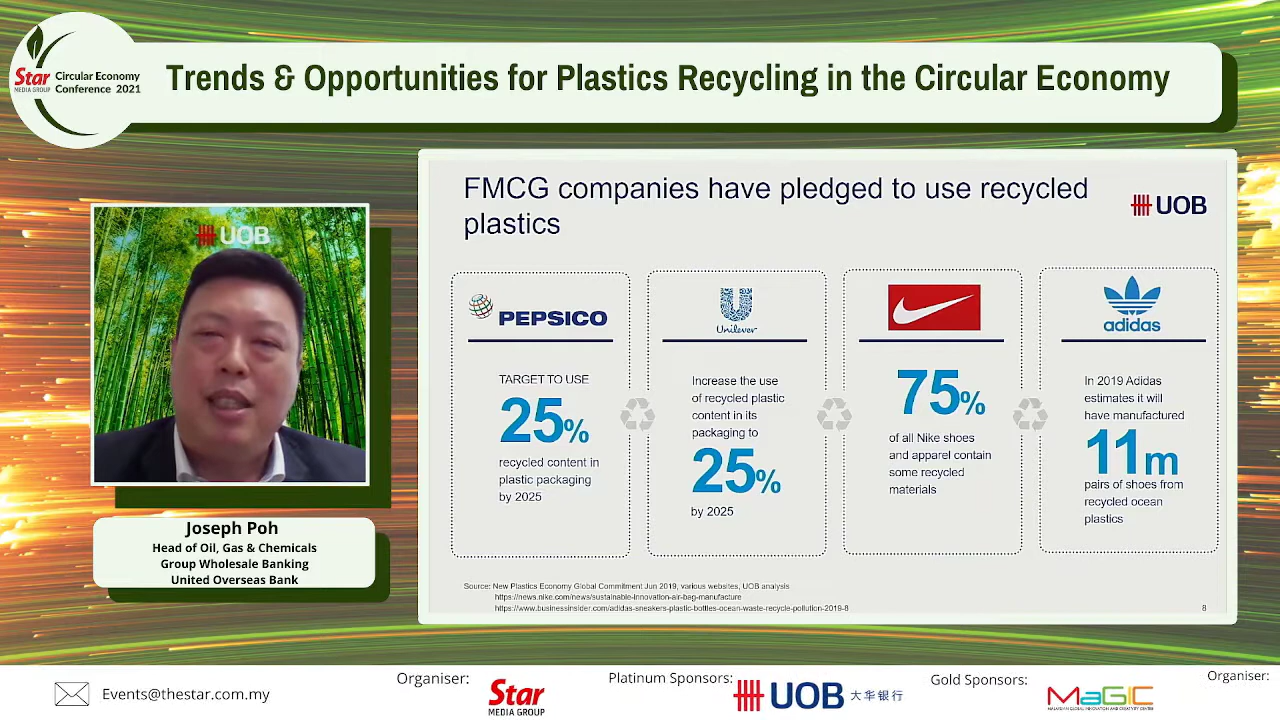 Star
MEDIA GROUP
Circular Economy
Conference 2021
Trends & Opportunities for Plastics Recycling in the Circular Economy
UOB
Joseph Poh
Head of Oil, Gas & Chemicals
Group Wholesale Banking
United Overseas Bank
FMCG companies have pledged to use recycled
plastics
UOB
PEPSICO
TARGET TO USE
25%
recycled content in
plastic packaging
by 2025
Unilever
Increase the use
of recycled plastic
content in its
packaging to
25%
by 2025
75%
of all Nike shoes
and apparel contain
some recycled
materials
adidas
In 2019 Adidas
estimates it will
have manufactured
11m
pairs of shoes from
recycled ocean
plastics
Source: New Plastics Economy Global Commitment Jun 2019, various websites, UOB analysis
https://news.nike.com/news/sustainable-innovation-air-bag-manufacture
https://www.businessinsider.com/adidas-sneakers-plastic-bottles-ocean-waste-recycle-pollution-2019-8
8
Events@thestar.com.my
Organiser:
Star
MEDIA GROUP
Platinum Sponsors:
UOB 大华银行
Gold Sponsors:
MaGIC
MALAYSIAN GLOBAL INNOVATION AND CREATIVITY CENTRE
Organiser: